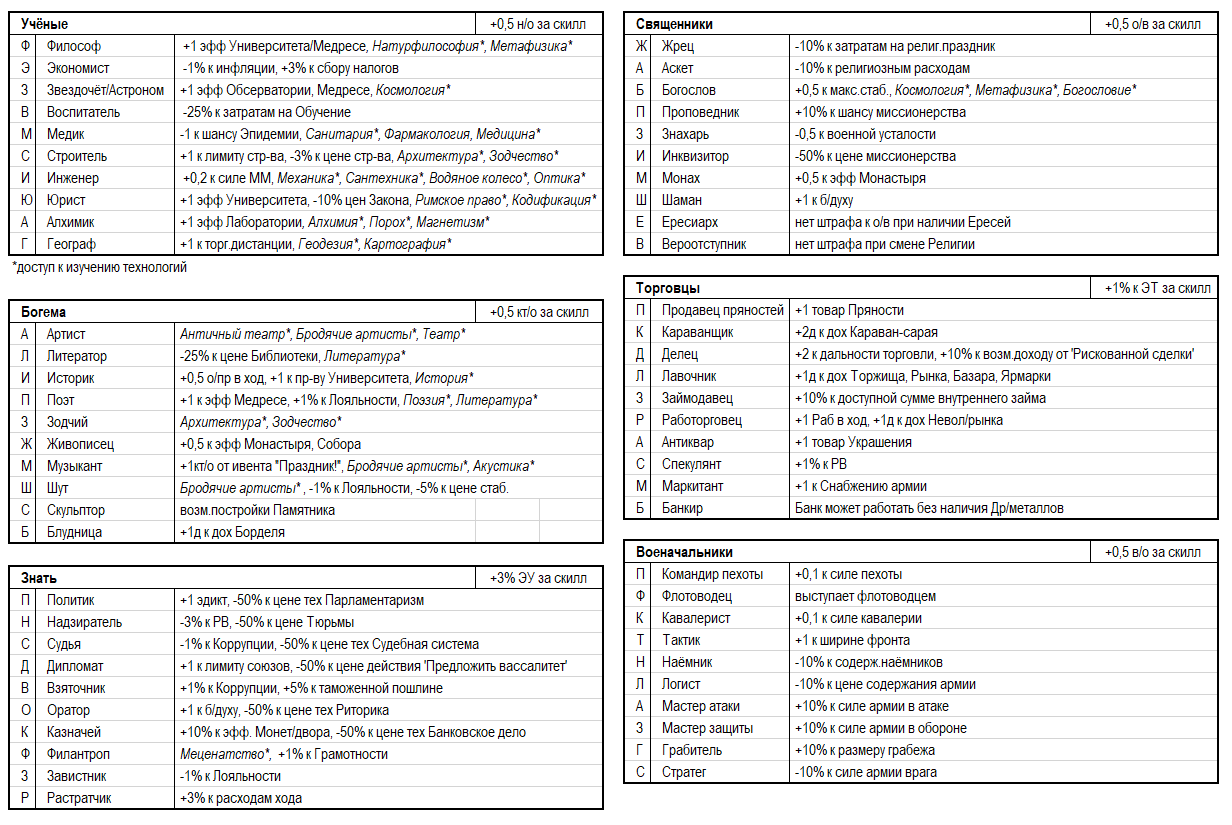 Учёные +0,5 н/о за скилл
Ф Философ +1 эфф Университета/Медресе, Натурфилософия*, Метафизика*
Э Экономист -1% к инфляции, +3% к сбору налогов
З Звездочёт/Астроном +1 эфф Обсерватории, Медресе, Космология*
В Воспитатель -25% к затратам на Обучение
М Медик -1 к шансу Эпидемии, Санитария*, Фармакология, Медицина*
С Строитель +1 к лимиту стр-ва, -3% к цене стр-ва, Архитектура*, Зодчество*
И Инженер +0,2 к силе ММ, Механика*, Сантехника*, Водяное колесо*, Оптика*
Ю Юрист +1 эфф Университета, -10% цен Закона, Римское право*, Кодификация*
А Алхимик +1 эфф Лаборатории, Алхимия*, Порох*, Магнетизм*
Г Географ +1 к торг.дистанции, Геодезия*, Картография*
*доступ к изучению технологий
Богема +0,5 кт/о за скилл
А Артист Античный театр*, Бродячие артисты*, Театр*
Л Литератор -25% к цене Библиотеки, Литература*
И Историк +0,5 о/пр в ход, +1 к пр-ву Университета, История*
П Поэт +1 к эфф Медресе, +1% к Лояльности, Поэзия*, Литература*
З Зодчий Архитектура*, Зодчество*
Ж Живописец +0,5 к эфф Монастыря, Собора
М Музыкант +1кт/о от ивента "Праздник!", Бродячие артисты*, Акустика*
Ш Шут Бродячие артисты* , -1% к Лояльности, -5% к цене стаб.
С Скульптор возм.постройки Памятника
Б Блудница +1д к дох Борделя
Знать +3% ЭУ за скилл
П Политик +1 эдикт, -50% к цене тех Парламентаризм
Н Надзиратель -3% к РВ, -50% к цене Тюрьмы
С Судья -1% к Коррупции, -50% к цене тех Судебная система
Д Дипломат +1 к лимиту союзов, -50% к цене действия 'Предложить вассалитет'
В Взяточник +1% к Коррупции, +5% к таможенной пошлине
О Оратор +1 к б/духу, -50% к цене тех Риторика
К Казначей +10% к эфф. Монет/двора, -50% к цене тех Банковское дело
Ф Филантроп Меценатство*, +1% к Грамотности
З Завистник -1% к Лояльности
Р Растратчик +3% к расходам хода
Священники +0,5 о/в за скилл
Ж Жрец -10% к затратам на религ.праздник
А Аскет -10% к религиозным расходам
Б Богослов +0,5 к макс.стаб., Космология*, Метафизика*, Богословие*
П Проповедник +10% к шансу миссионерства
З Знахарь -0,5 к военной усталости
И Инквизитор -50% к цене миссионерства
М Монах +0,5 к эфф Монастыря
Ш Шаман +1 к б/духу
Е Ересиарх нет штрафа к о/в при наличии Ересей
В Вероотступник нет штрафа при смене Религии
Торговцы +1% к ЭТ за скилл
П Продавец пряностей +1 товар Пряности
К Караванщик +2д к дох Караван-сарая
Д Делец +2 к дальности торговли, +10% к возм.доходу от 'Рискованной сделки'
Л Лавочник +1д к дох Торжища, Рынка, Базара, Ярмарки
З Займодавец +10% к доступной сумме внутреннего займа
Р Работорговец +1 Раб в ход, +1д к дох Невол/рынка
А Антиквар +1 товар Украшения
С Спекулянт +1% к РВ
М Маркитант +1 к Снабжению армии
Б Банкир Банк может работать без наличия Др/металлов
Военачальники +0,5 в/о за скилл
П Командир пехоты +0,1 к силе пехоты
Ф Флотоводец выступает флотоводцем
К Кавалерист +0,1 к силе кавалерии
Т Тактик +1 к ширине фронта
Н Наёмник -10% к содерж.наёмников
Л Логист -10% к цене содержания армии
А Мастер атаки +10% к силе армии в атаке
З Мастер защиты +10% к силе армии в обороне
Г Грабитель +10% к размеру грабежа
С Стратег -10% к силе армии врага